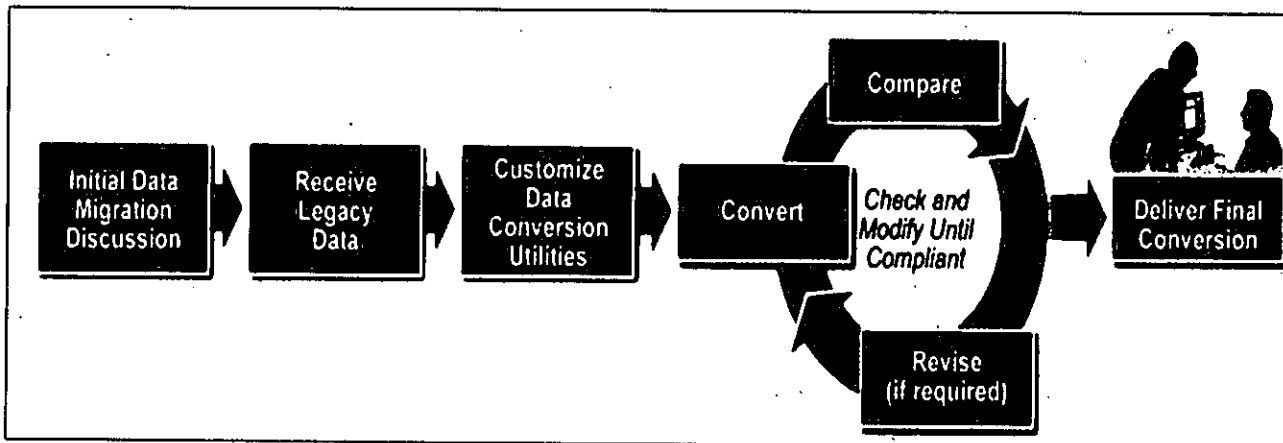 Initial Data
Migration
Discussion
Receive
Legacy
Data
Customize
Data
Conversion
Utilities
Convert
Compare
Check and
Modify Until
Compliant
Revise
(if required)
Deliver Final
Conversion